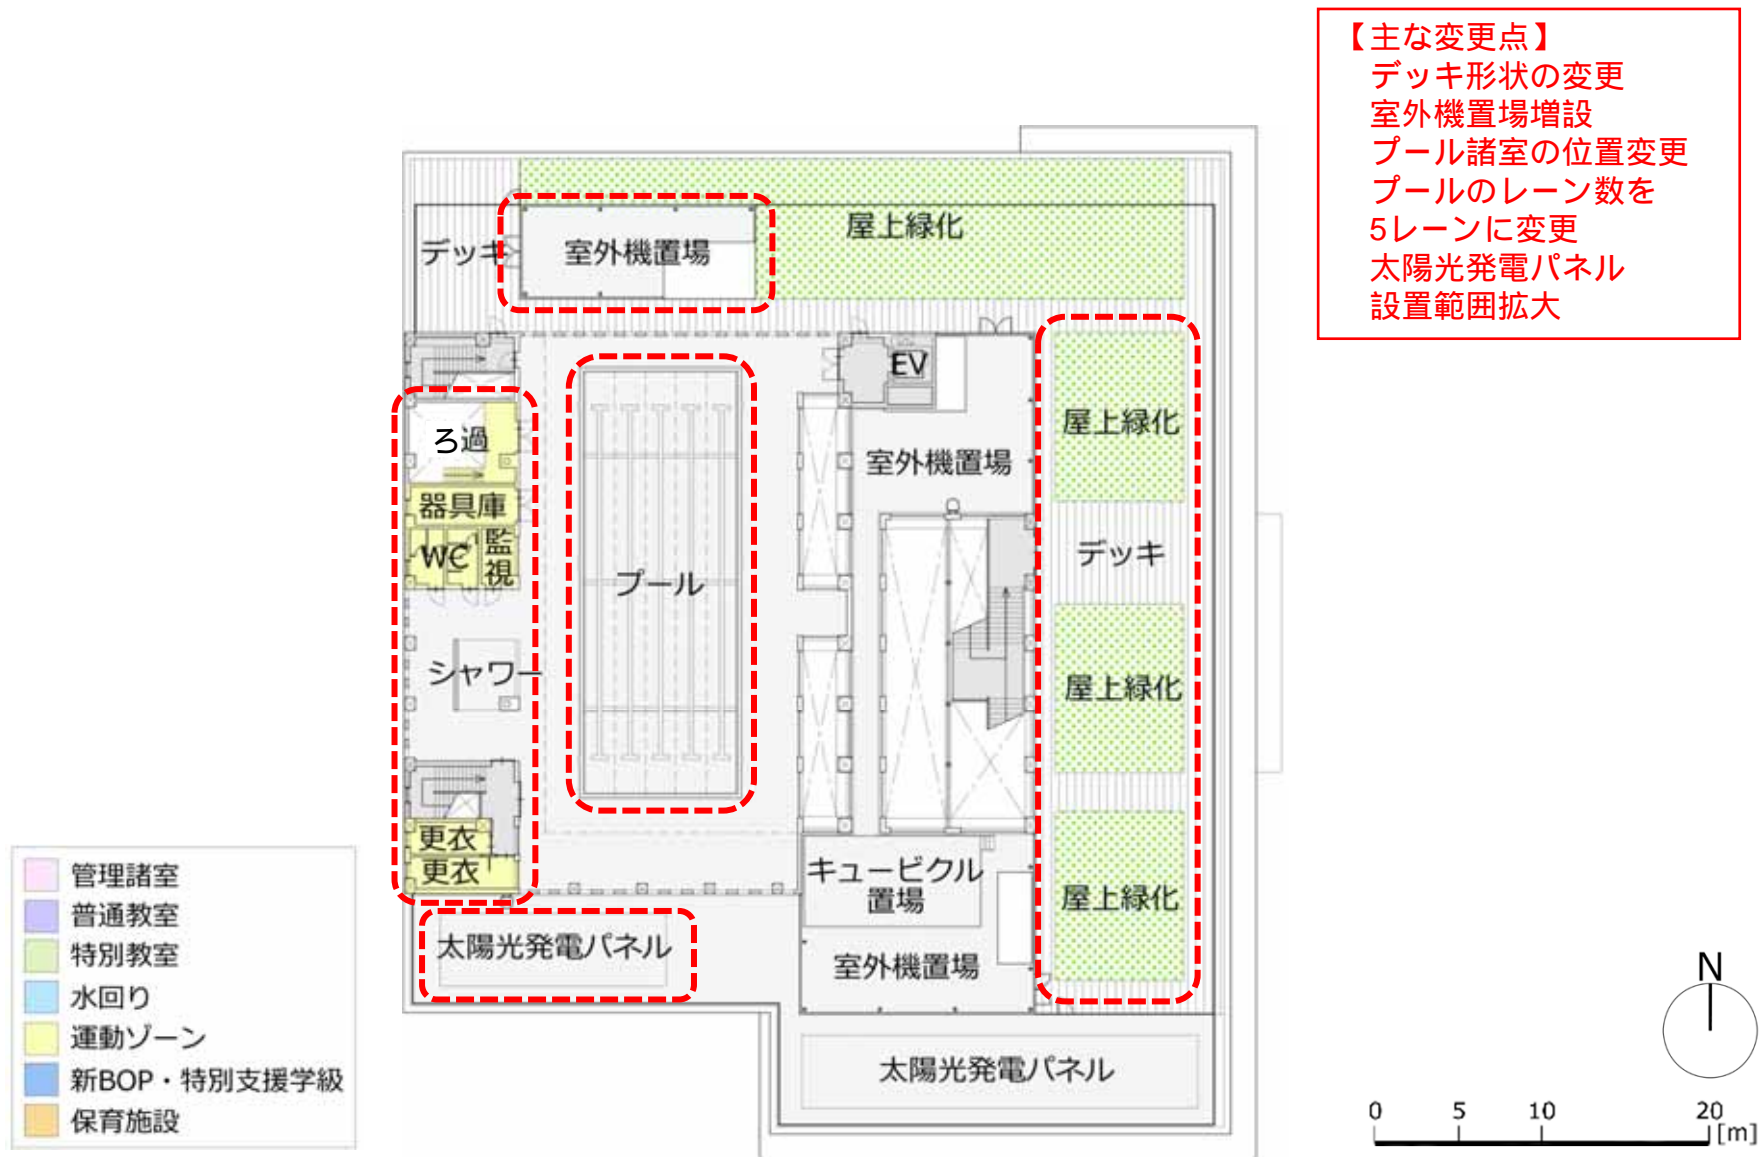 【主な変更点】
デッキ形状の変更
室外機置場増設
プール諸室の位置変更
プールのレーン数を
5レーンに変更
太陽光発電パネル
設置範囲拡大
屋上緑化
デッキ
室外機置場
EV
屋上緑化
ろ過
室外機置場
器具庫
WC
監視
デッキ
プール
シャワー
屋上緑化
更衣
更衣
キュービクル
置場
屋上緑化
太陽光発電パネル
室外機置場
太陽光発電パネル
管理諸室
普通教室
特別教室
水回り
運動ゾーン
新BOP・特別支援学級
保育施設
N
0 5 10 20
[m]